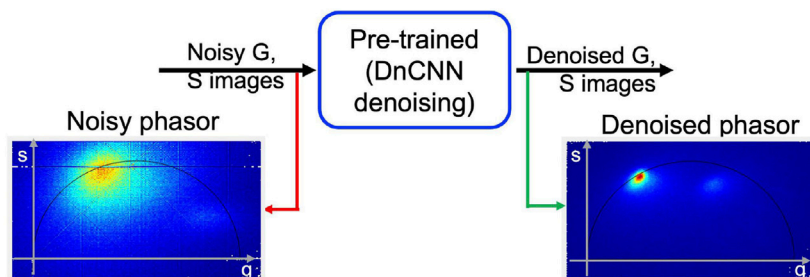 Noisy G,
S images
Pre-trained
(DnCNN
denoising)
Denoised G,
S images
Noisy phasor
Denoised phasor
s
g
s
g